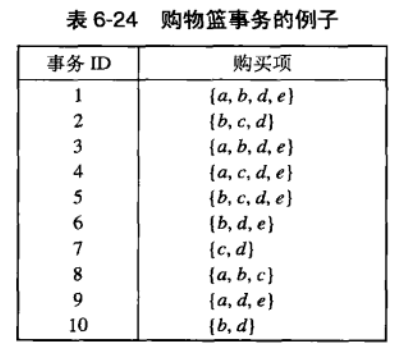 表 6-24 购物篮事务的例子
事务 ID 购买项
1 {a, b, d, e}
2 {b, c, d}
3 {a, b, d, e}
4 {a, c, d, e}
5 {b, c, d, e}
6 {b, d, e}
7 {c, d}
8 {a, b, c}
9 {a, d, e}
10 {b, d}